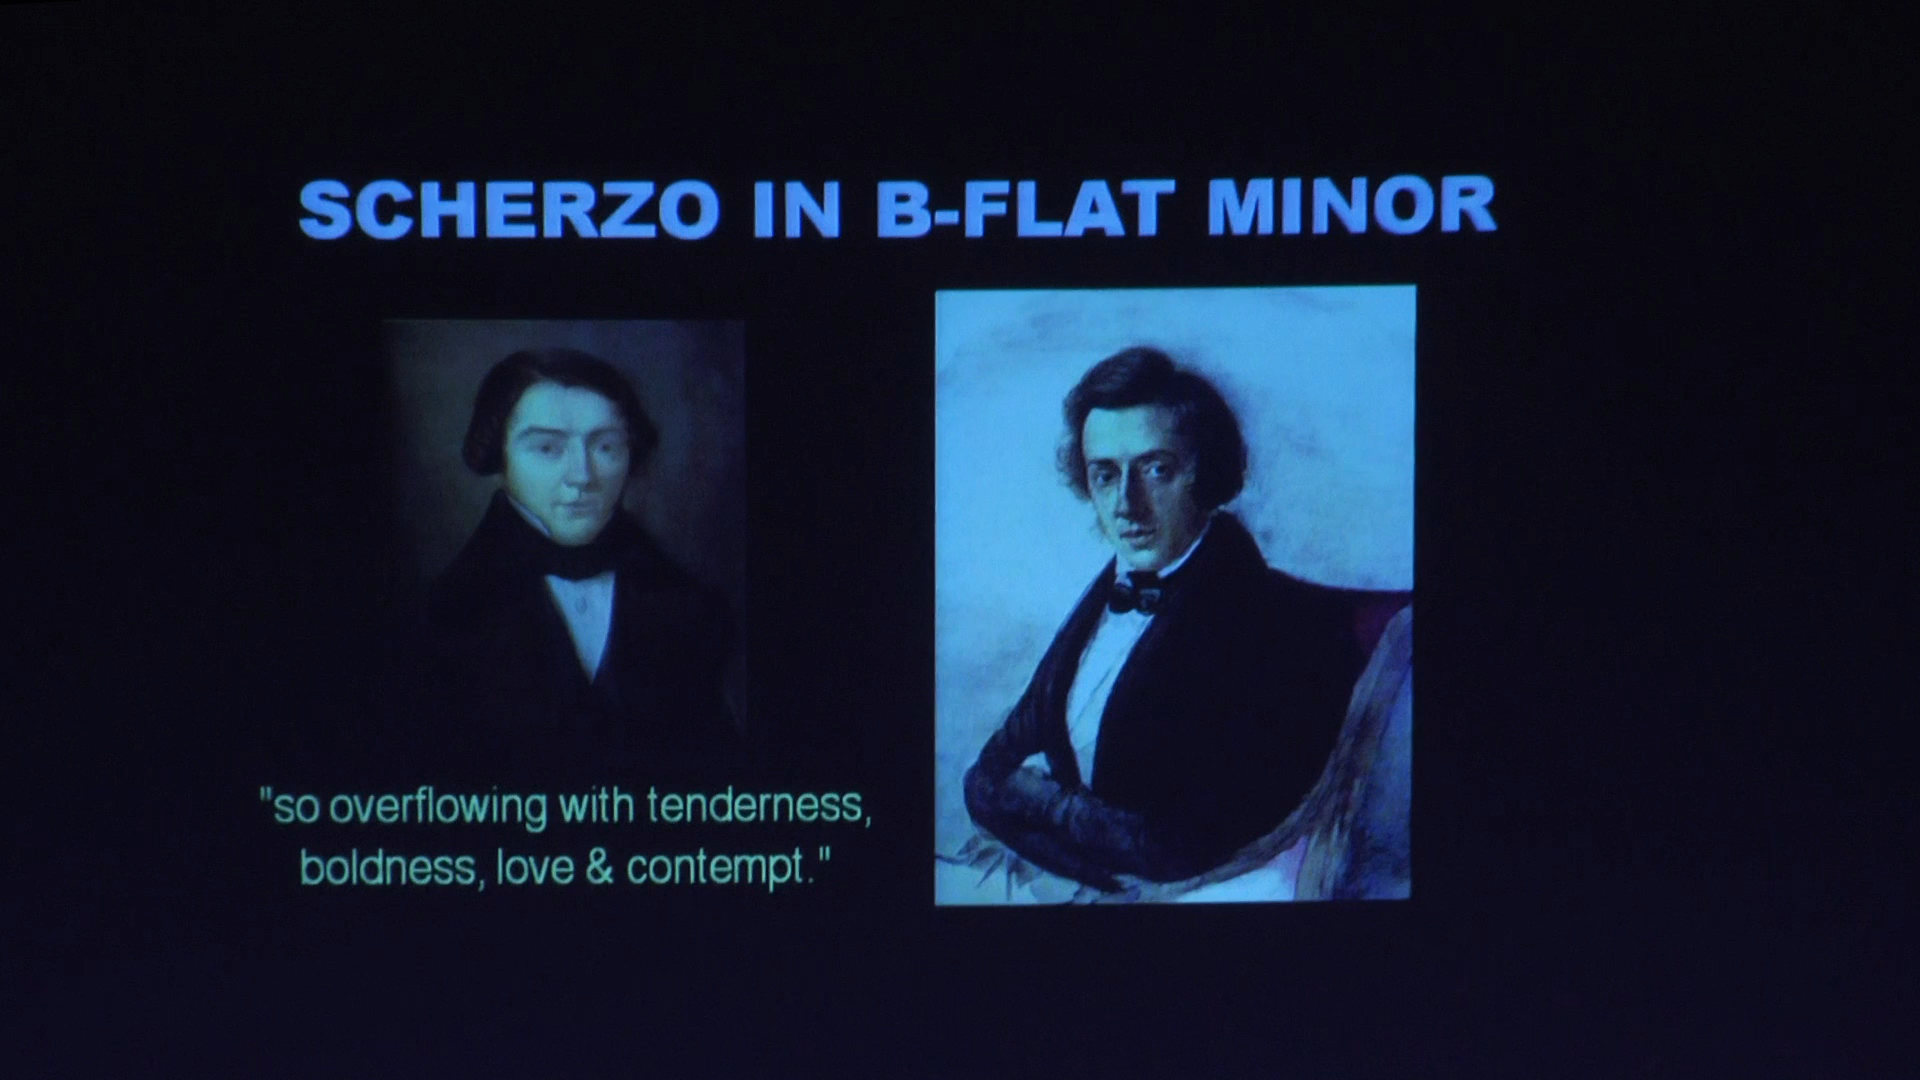 SCHERZO IN B-FLAT MINOR
"so overflowing with tenderness,
boldness, love & contempt."